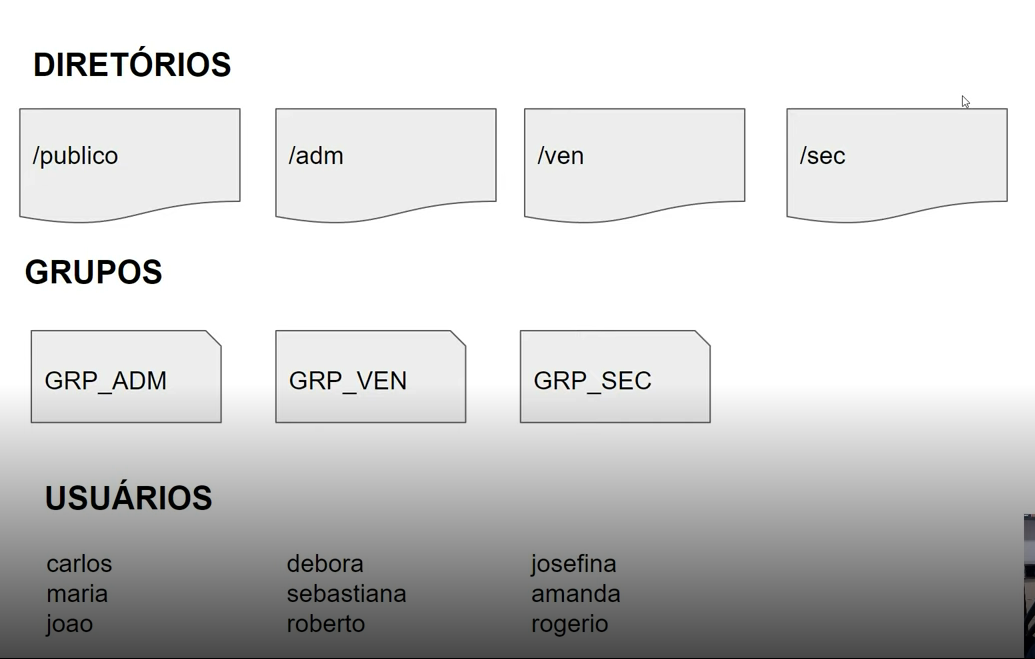 DIRETÓRIOS
/publico /adm /ven /sec
GRUPOS
GRP_ADM GRP_VEN GRP_SEC
USUÁRIOS
carlos debora josefina
maria sebastiana amanda
joao roberto rogerio